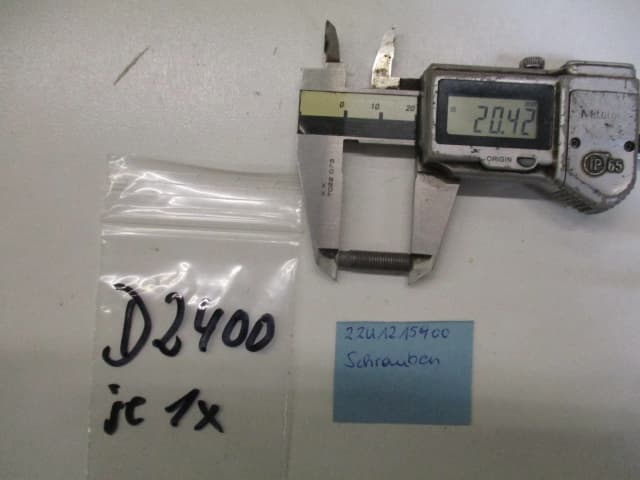 0 10 20
20.42
ORIGIN
IP 65
D2400
je 1x
22U1215400
Schrauben